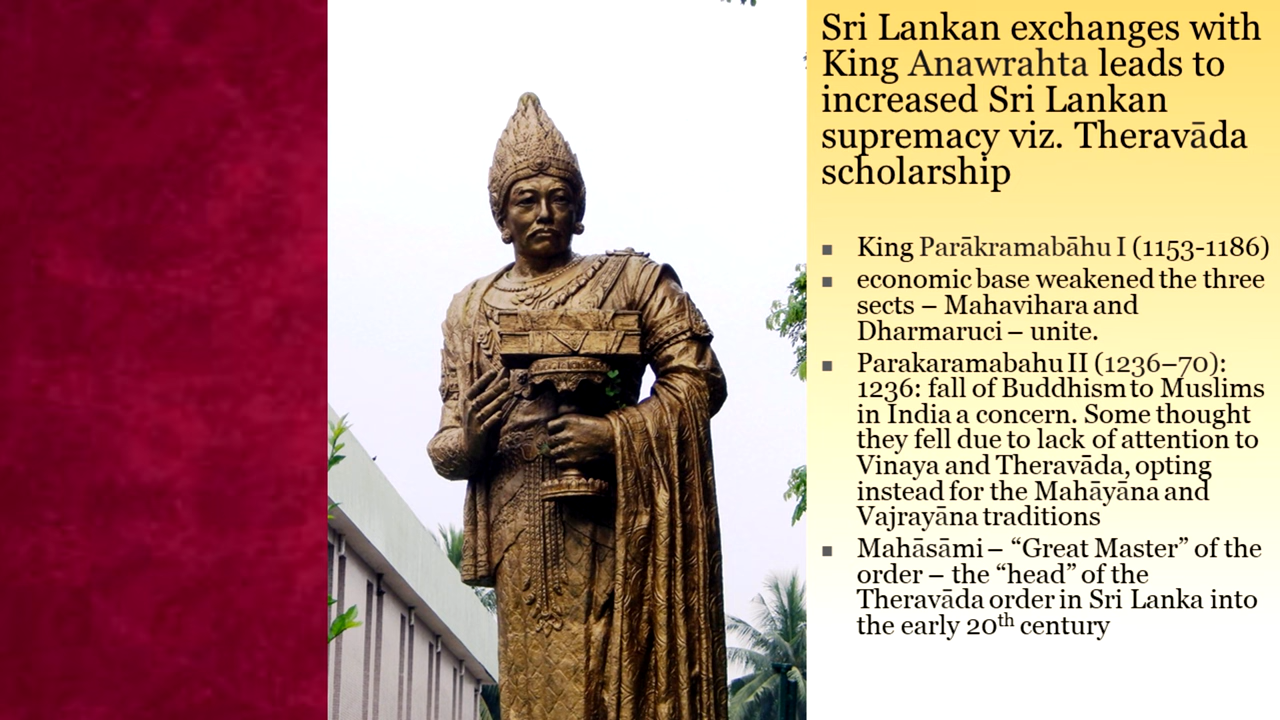 Sri Lankan exchanges with
King Anawrahta leads to
increased Sri Lankan
supremacy viz. Theravāda
scholarship
▪ King Parākramabāhu I (1153-1186)
▪ economic base weakened the three
sects – Mahavihara and
Dharmaruci – unite.
▪ Parakaramabahu II (1236–70):
1236: fall of Buddhism to Muslims
in India a concern. Some thought
they fell due to lack of attention to
Vinaya and Theravāda, opting
instead for the Mahāyāna and
Vajrayāna traditions
▪ Mahāsāmi – “Great Master” of the
order – the “head” of the
Theravāda order in Sri Lanka into
the early 20th century